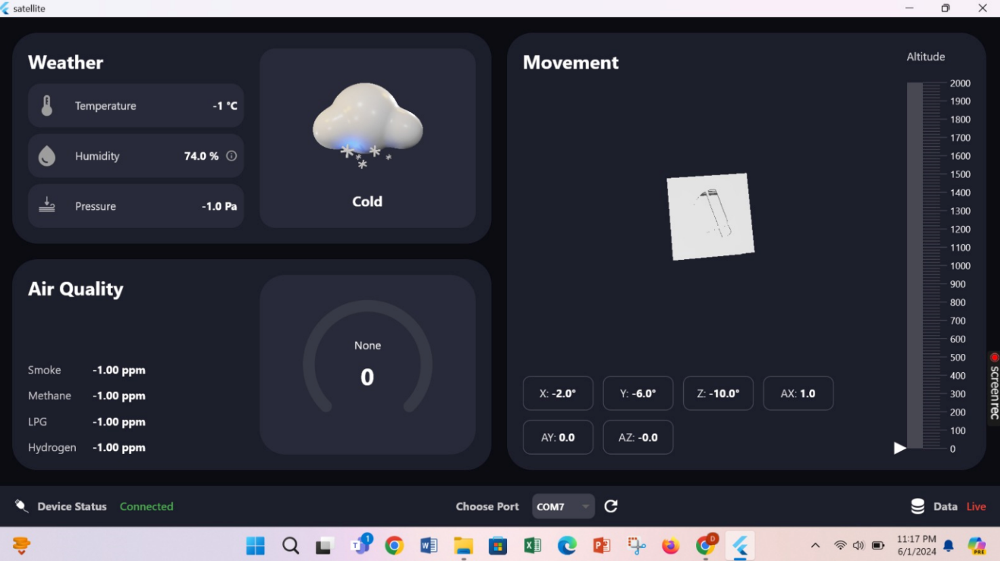 satellite
Weather
Temperature -1 °C
Humidity 74.0 %
Pressure -1.0 Pa
Cold
Air Quality
Smoke -1.00 ppm
Methane -1.00 ppm
LPG -1.00 ppm
Hydrogen -1.00 ppm
None
0
Movement
Altitude
2000
1900
1800
1700
1600
1500
1400
1300
1200
1100
1000
900
800
700
600
500
400
300
200
100
0
X: -2.0° Y: -6.0° Z: -10.0° AX: 1.0
AY: 0.0 AZ: -0.0
screenrec
Device Status Connected
Choose Port COM7
Data Live
T 1
W
X
P
D
PRE
11:17 PM
6/1/2024